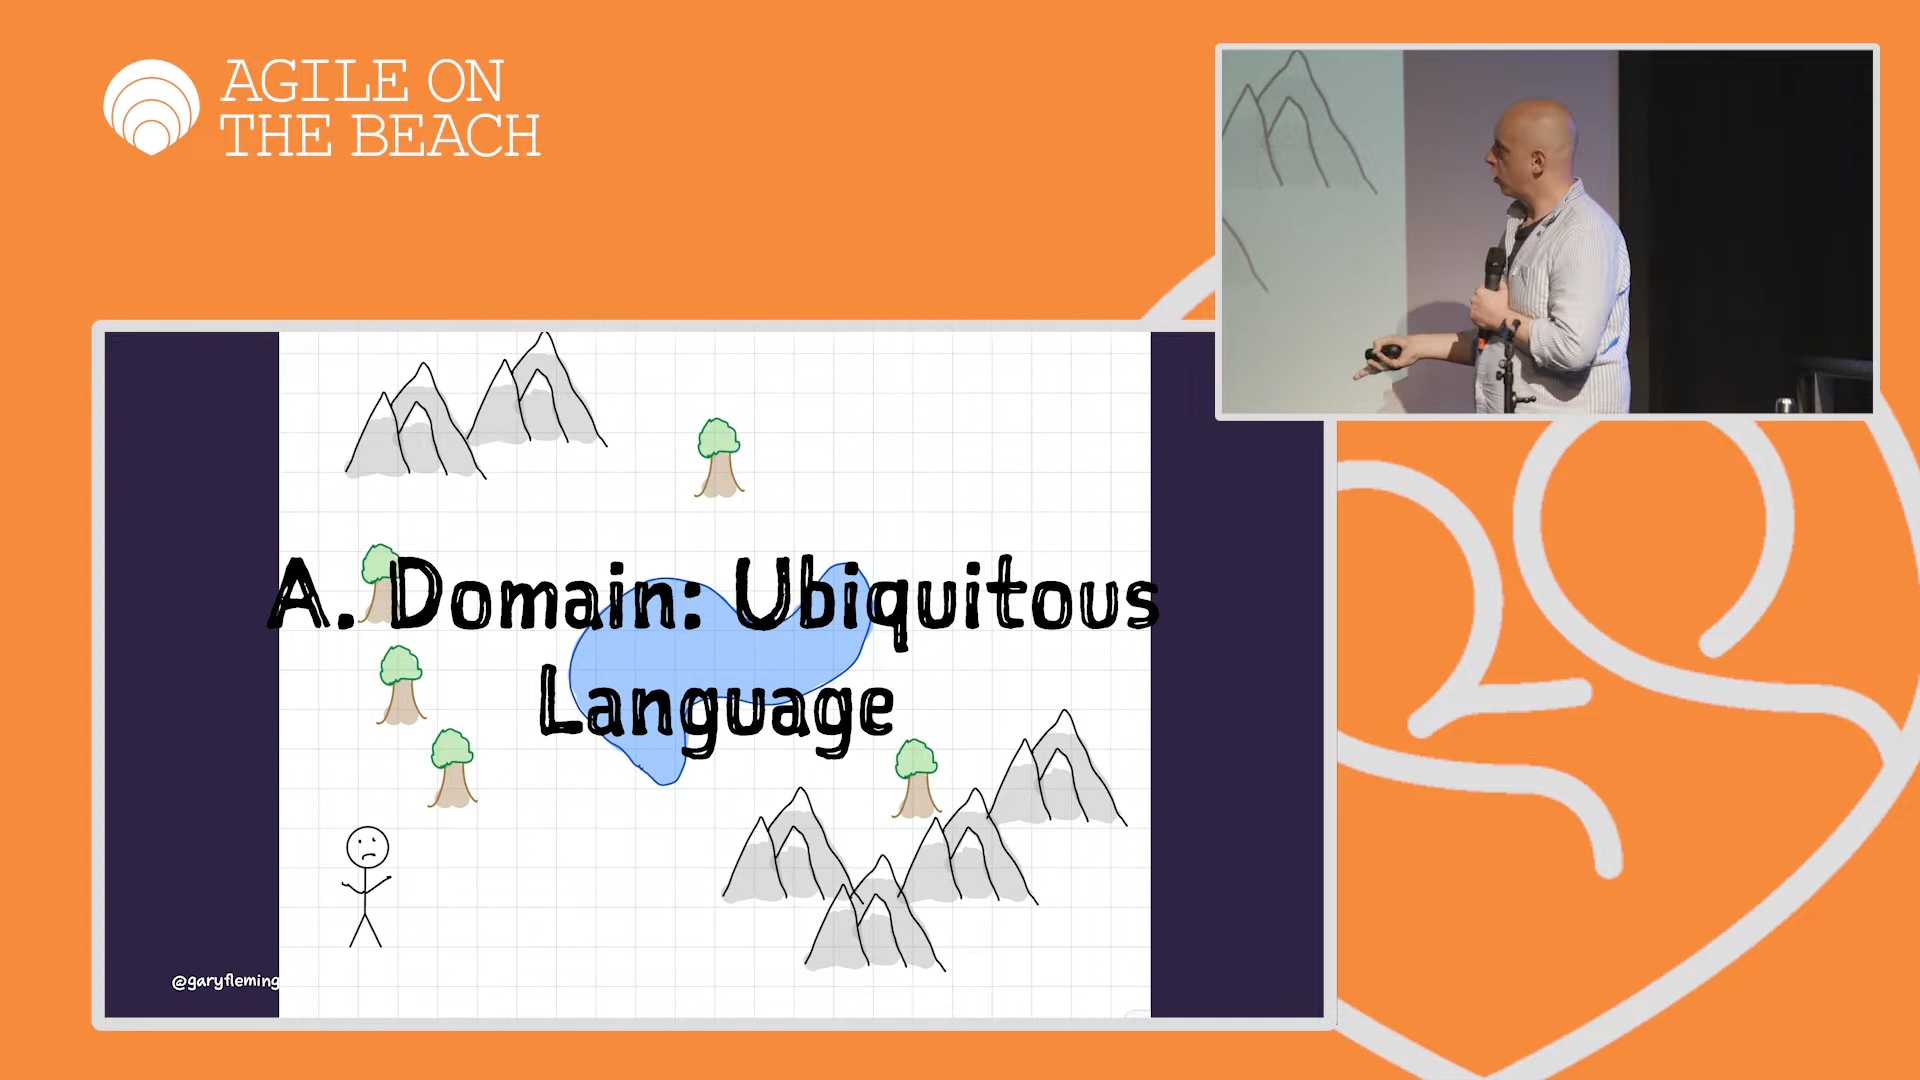 AGILE ON
THE BEACH
A. Domain: Ubiquitous
Language
@garyfleming